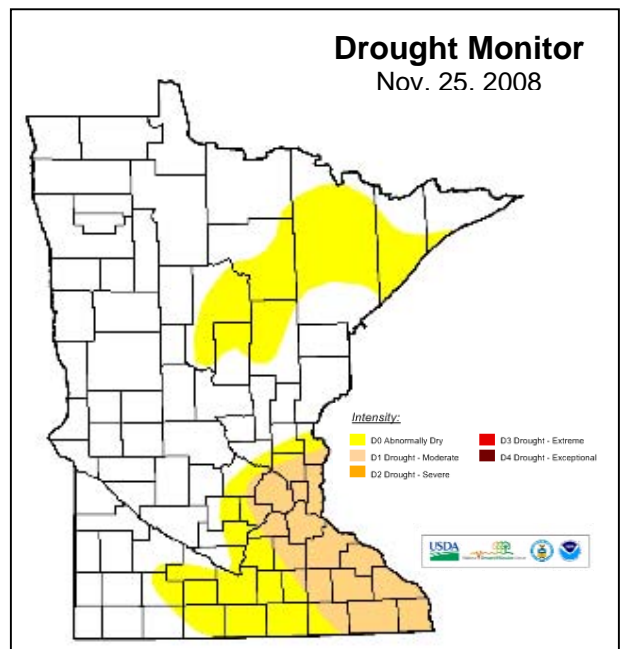 Drought Monitor
Nov. 25, 2008
Intensity:
D0 Abnormally Dry
D1 Drought - Moderate
D2 Drought - Severe
D3 Drought - Extreme
D4 Drought - Exceptional
USDA